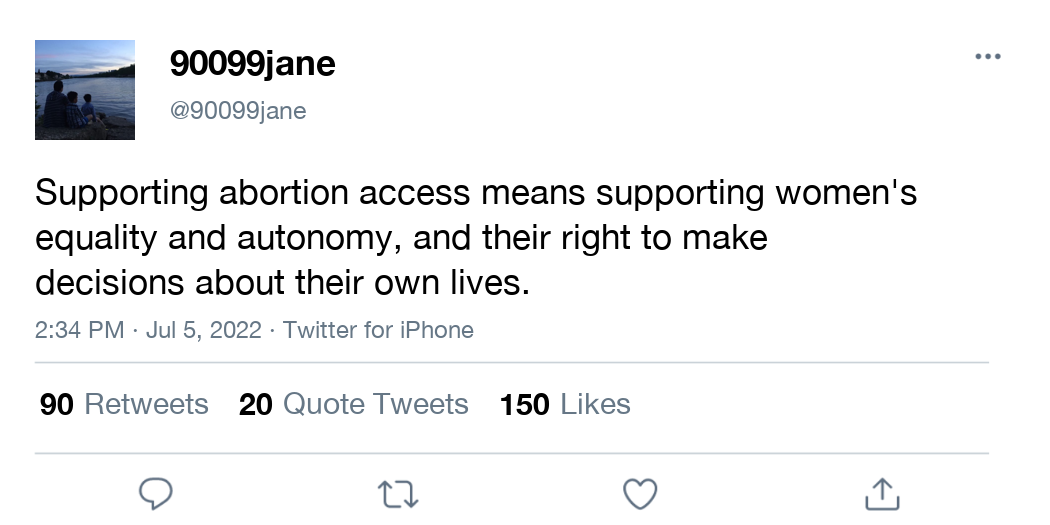 90099jane
@90099jane
Supporting abortion access means supporting women's
equality and autonomy, and their right to make
decisions about their own lives.
2:34 PM · Jul 5, 2022 · Twitter for iPhone
90 Retweets 20 Quote Tweets 150 Likes